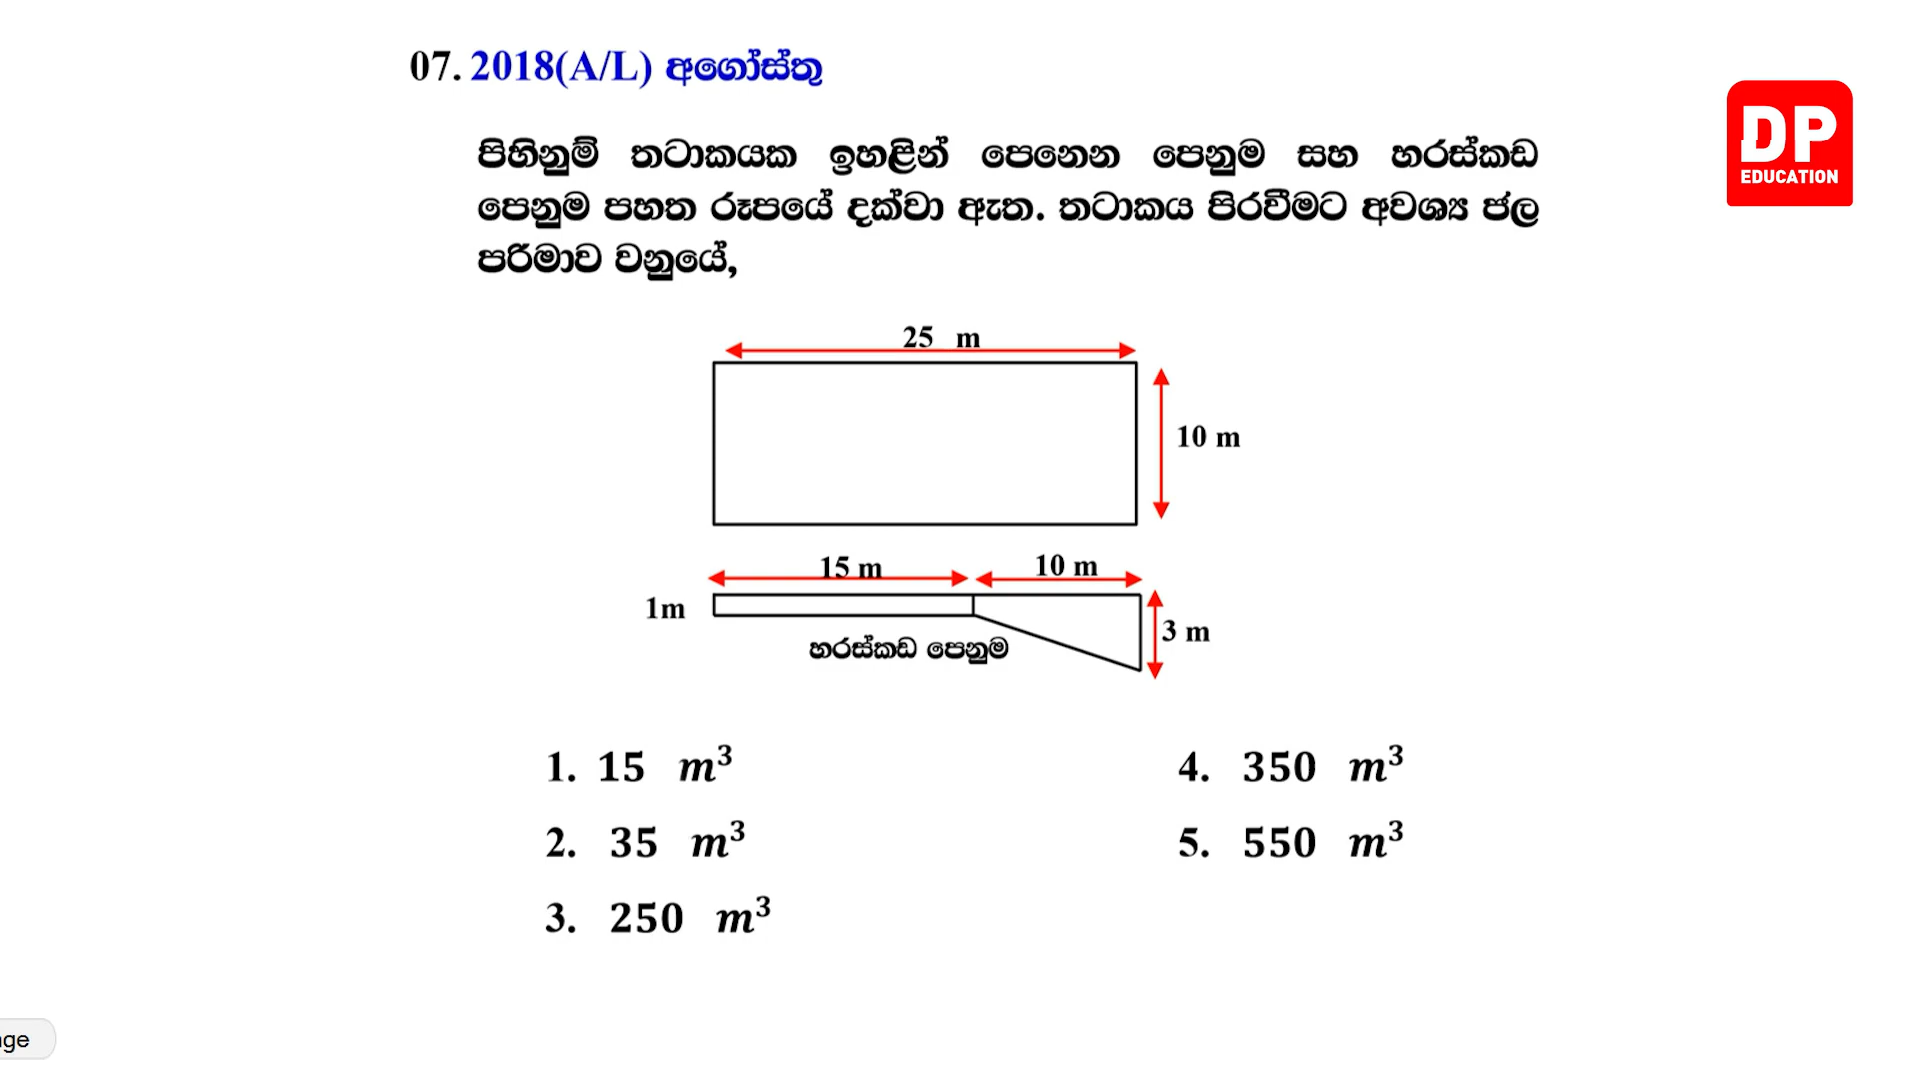 07. 2018(A/L) අගෝස්තු
DP
EDUCATION
පිහිනුම් තටාකයක ඉහළින් පෙනෙන පෙනුම සහ හරස්කඩ
පෙනුම පහත රූපයේ දක්වා ඇත. තටාකය පිරවීමට අවශ්‍ය ජල
පරිමාව වනුයේ,
25 m
10 m
15 m
10 m
1m
3 m
හරස්කඩ පෙනුම
1. 15 m³
4. 350 m³
2. 35 m³
5. 550 m³
3. 250 m³